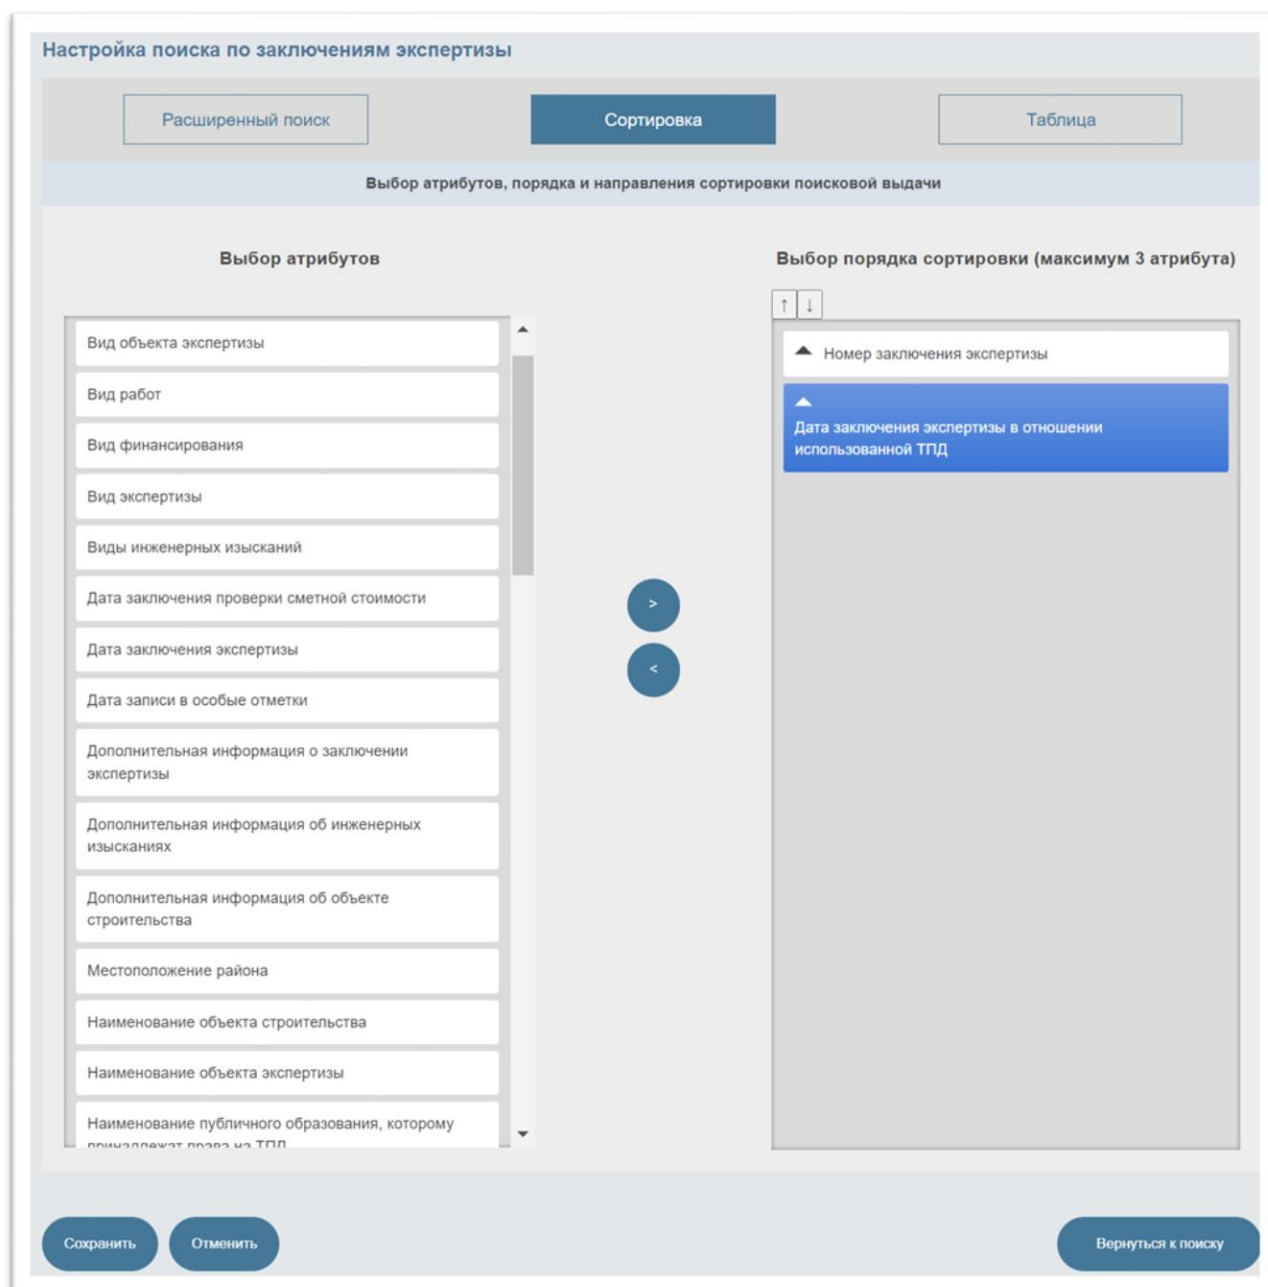 Настройка поиска по заключениям экспертизы
Расширенный поиск
Сортировка
Таблица
Выбор атрибутов, порядка и направления сортировки поисковой выдачи
Выбор атрибутов
Выбор порядка сортировки (максимум 3 атрибута)
↑ ↓
Вид объекта экспертизы
Вид работ
Вид финансирования
Вид экспертизы
Виды инженерных изысканий
Дата заключения проверки сметной стоимости
Дата заключения экспертизы
Дата записи в особые отметки
Дополнительная информация о заключении
экспертизы
Дополнительная информация об инженерных
изысканиях
Дополнительная информация об объекте
строительства
Местоположение района
Наименование объекта строительства
Наименование объекта экспертизы
Наименование публичного образования, которому
принадлежат права на ТПД
>
<
Номер заключения экспертизы
Дата заключения экспертизы в отношении
использованной ТПД
Сохранить
Отменить
Вернуться к поиску